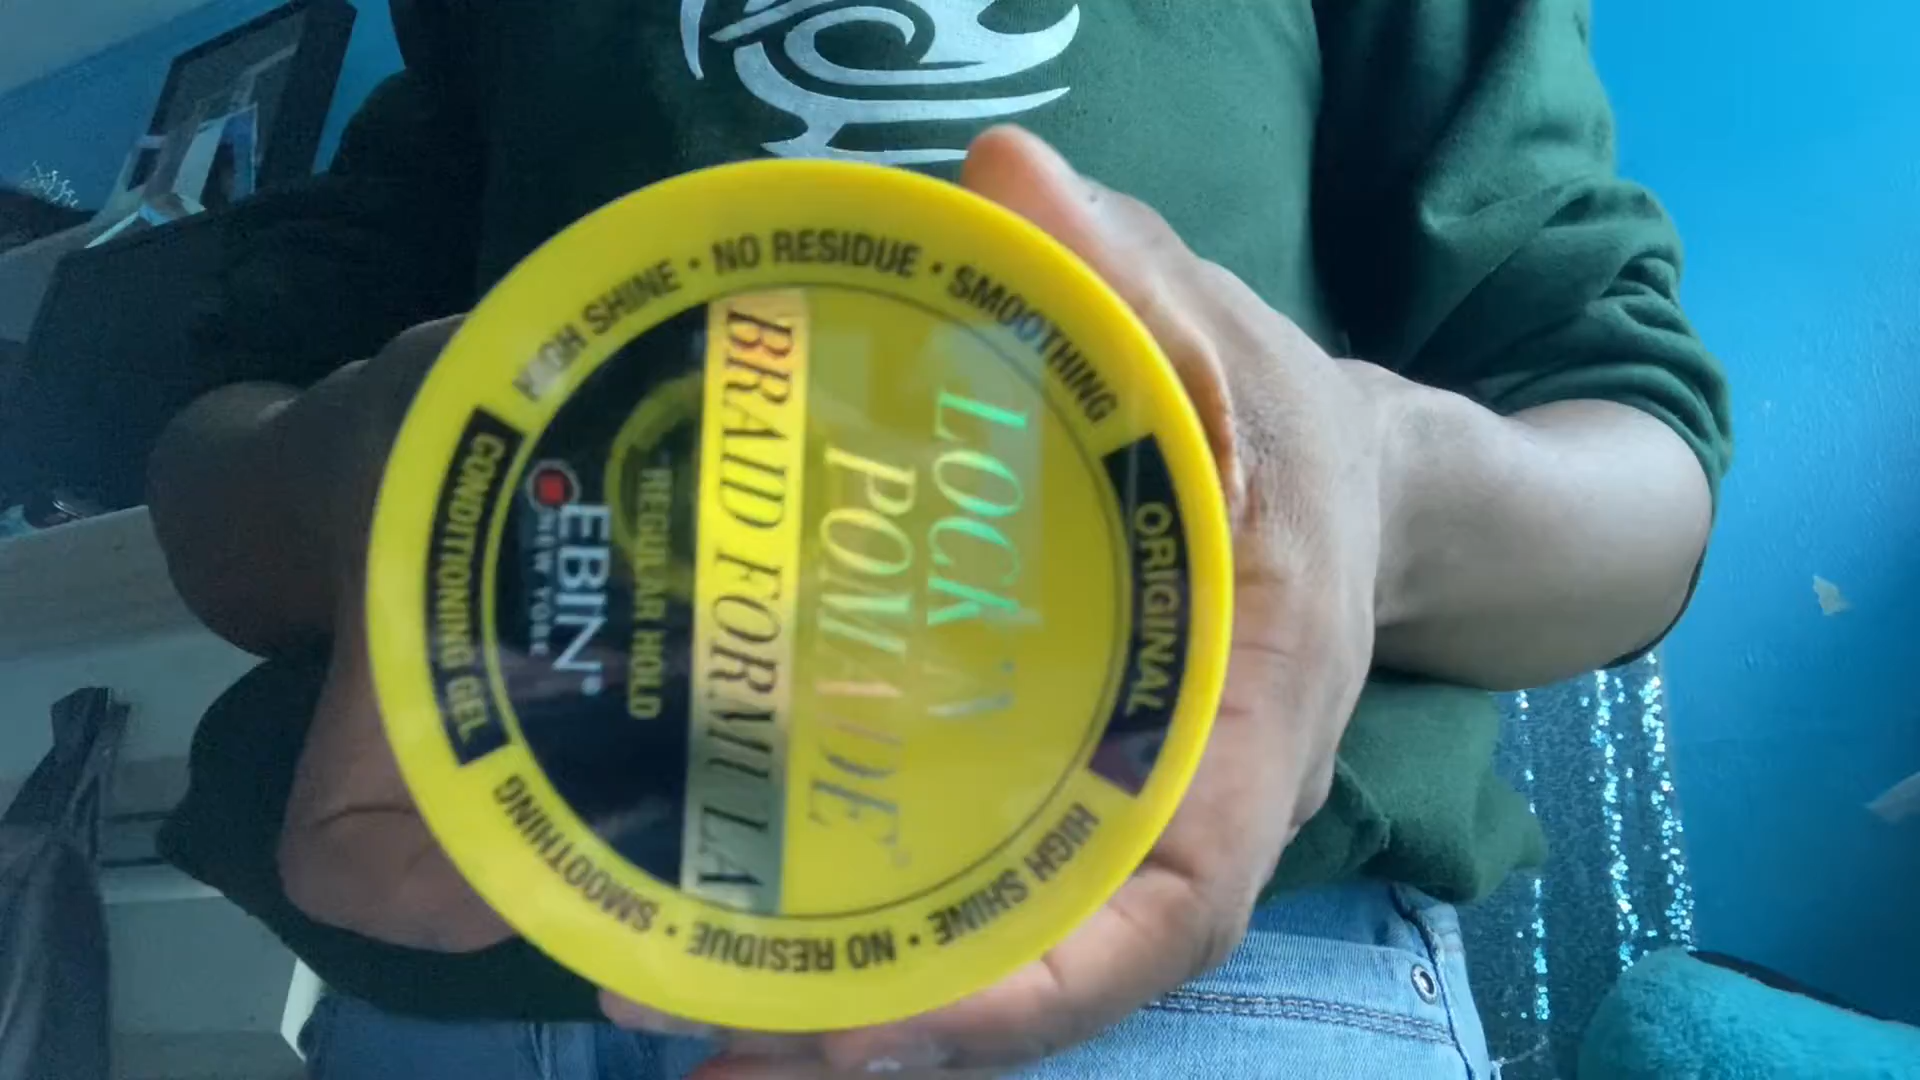 HIGH SHINE • NO RESIDUE • SMOOTHING
ORIGINAL
LOCK
POMADE
BRAID FORMULA
REGULAR HOLD
EBIN®
NEW YORK
CONDITIONING GEL
HIGH SHINE • NO RESIDUE • SMOOTHING